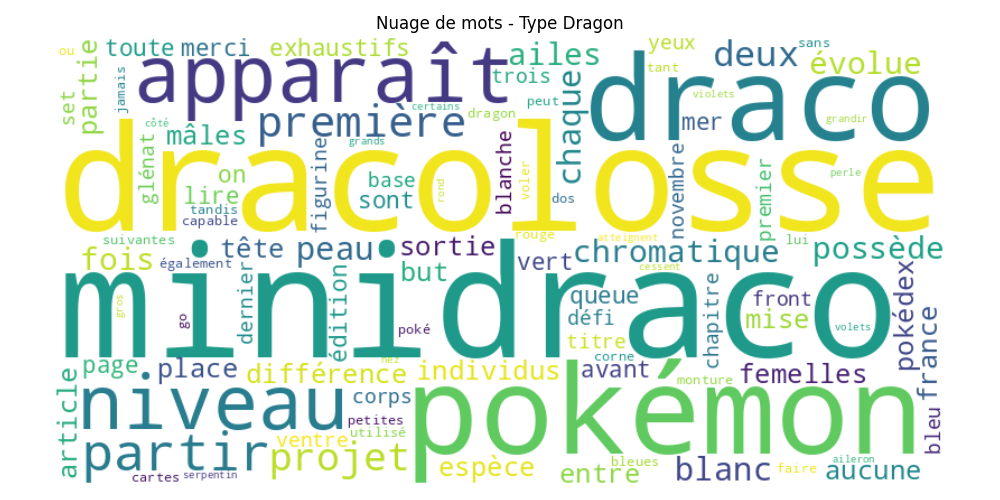 Nuage de mots - Type Dragon
ou
set
partie
toute
merci
exhaustifs
ailes
trois
yeux
tant
deux
sans
évolue
jamais
apparaît
certains
peut
draco
violets
grandir
côté
mâles
première
dragon
grands
chaque
mer
dracolosse
glénat
on
lire
tandis
capable
figurine
base
sont
rond
blanche
voler
dos
novembre
premier
perle
suivantes
fois
également
tête
peau
sortie
but
rouge
vert
atteignent
chromatique
cessent
lui
possède
minidraco
gros
go
dernier
édition
poké
queue
défi
titre
corne
chapitre
front
mise
volets
pokédex
france
page
place
différence
nez
individus
avant
monture
femelles
article
niveau
corps
petites
utilisé
pokémon
bleu
partir
ventre
projet
espèce
entre
bleues
blanc
faire
aileron
aucune
cartes
serpentin